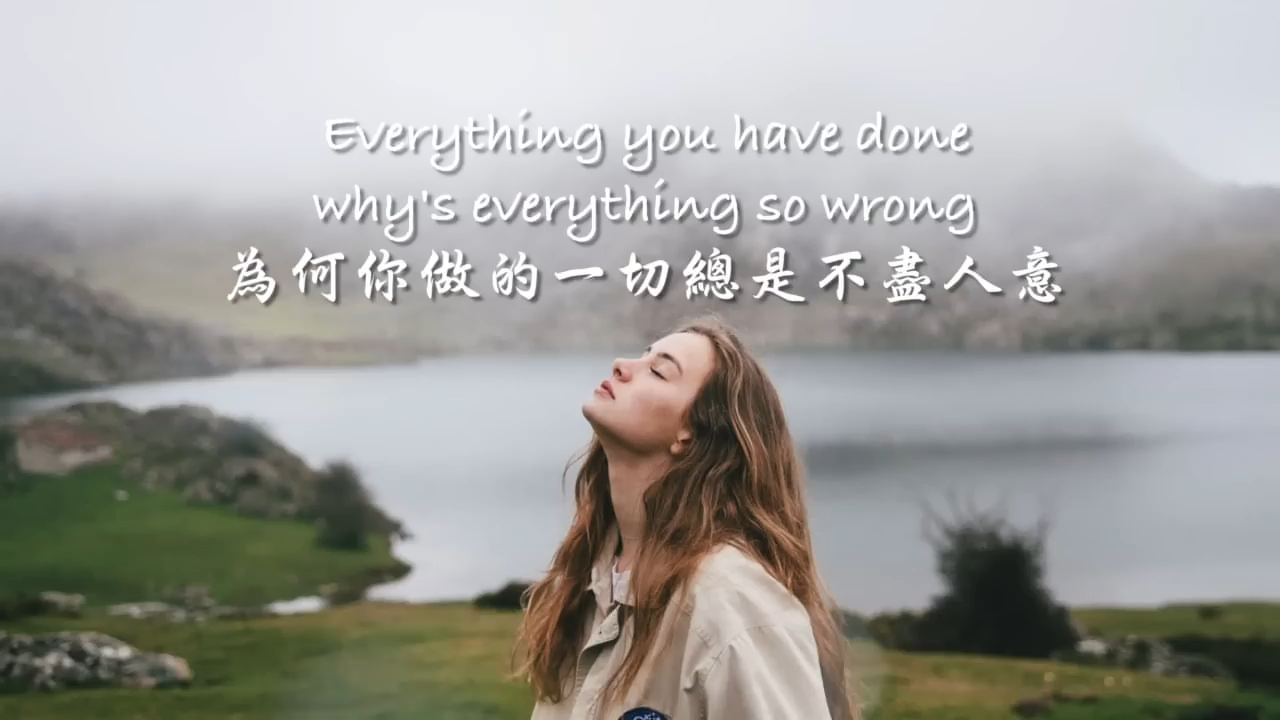 Everything you have done
why's everything so wrong
為何你做的一切總是不盡人意